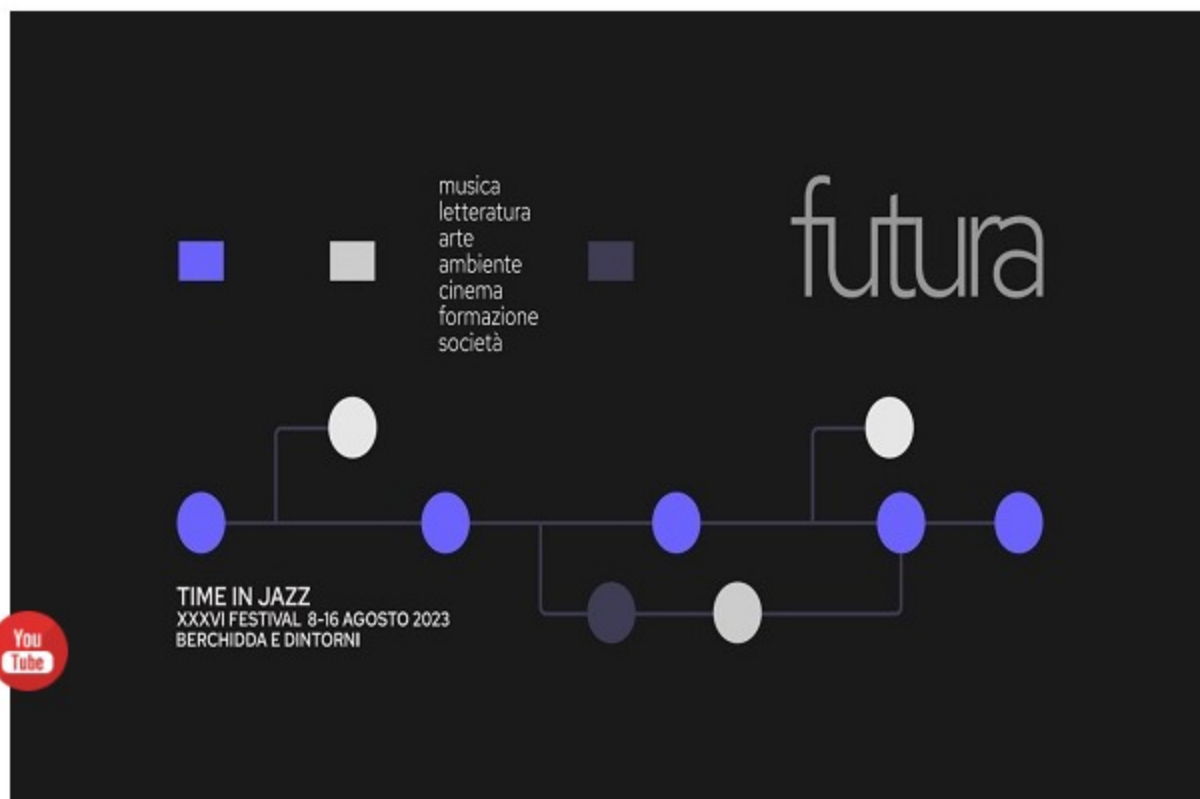 musica
letteratura
arte
ambiente
cinema
formazione
società
futura
TIME IN JAZZ
XXXVI FESTIVAL 8-16 AGOSTO 2023
BERCHIDDA E DINTORNI
You
Tube